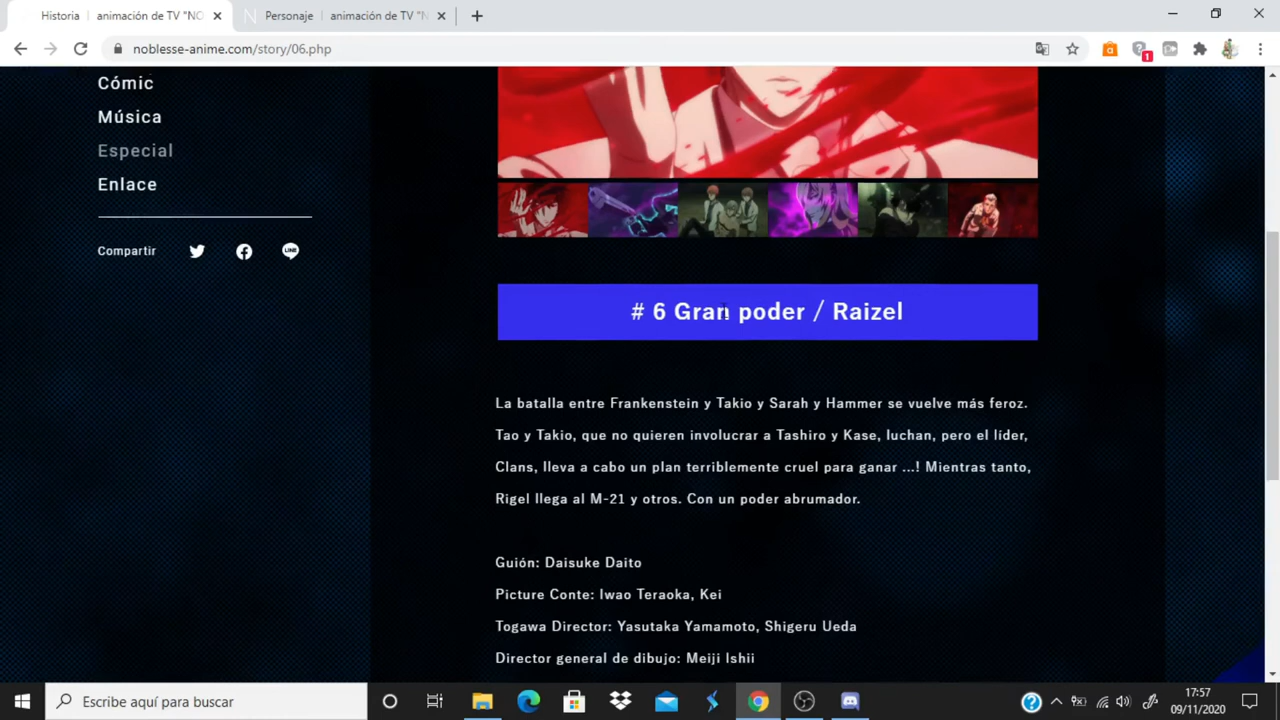 Historia | animación de TV "NO
Personaje | animación de TV "N
noblesse-anime.com/story/06.php
1
Cómic
Música
Especial
Enlace
Compartir
LINE
# 6 Gran poder / Raizel
La batalla entre Frankenstein y Takio y Sarah y Hammer se vuelve más feroz.
Tao y Takio, que no quieren involucrar a Tashiro y Kase, luchan, pero el líder,
Clans, lleva a cabo un plan terriblemente cruel para ganar ...! Mientras tanto,
Rigel llega al M-21 y otros. Con un poder abrumador.
Guión: Daisuke Daito
Picture Conte: Iwao Teraoka, Kei
Togawa Director: Yasutaka Yamamoto, Shigeru Ueda
Director general de dibujo: Meiji Ishii
Escribe aquí para buscar
17:57
09/11/2020